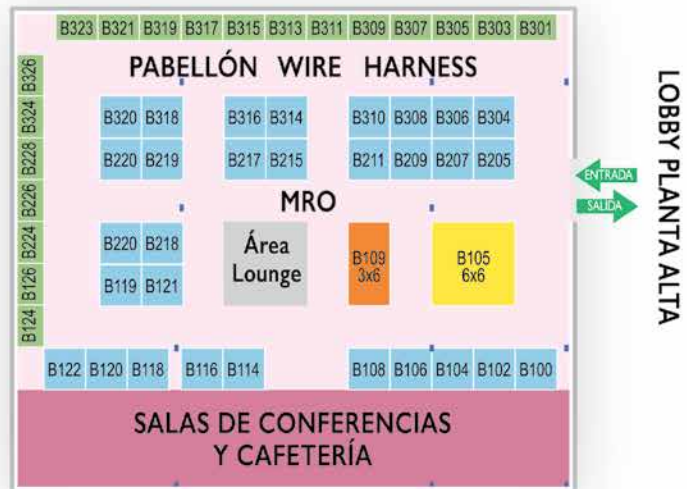 B323 B321 B319 B317 B315 B313 B311 B309 B307 B305 B303 B301
PABELLÓN WIRE HARNESS
B326
B324
B228
B226
B224
B126
B124
B320 B318 B316 B314 B310 B308 B306 B304
B220 B219 B217 B215 B211 B209 B207 B205
MRO
B220 B218
B119 B121
Área
Lounge
B109
3x6
B105
6x6
B122 B120 B118 B116 B114 B108 B106 B104 B102 B100
SALAS DE CONFERENCIAS
Y CAFETERÍA
ENTRADA
SALIDA
LOBBY PLANTA ALTA